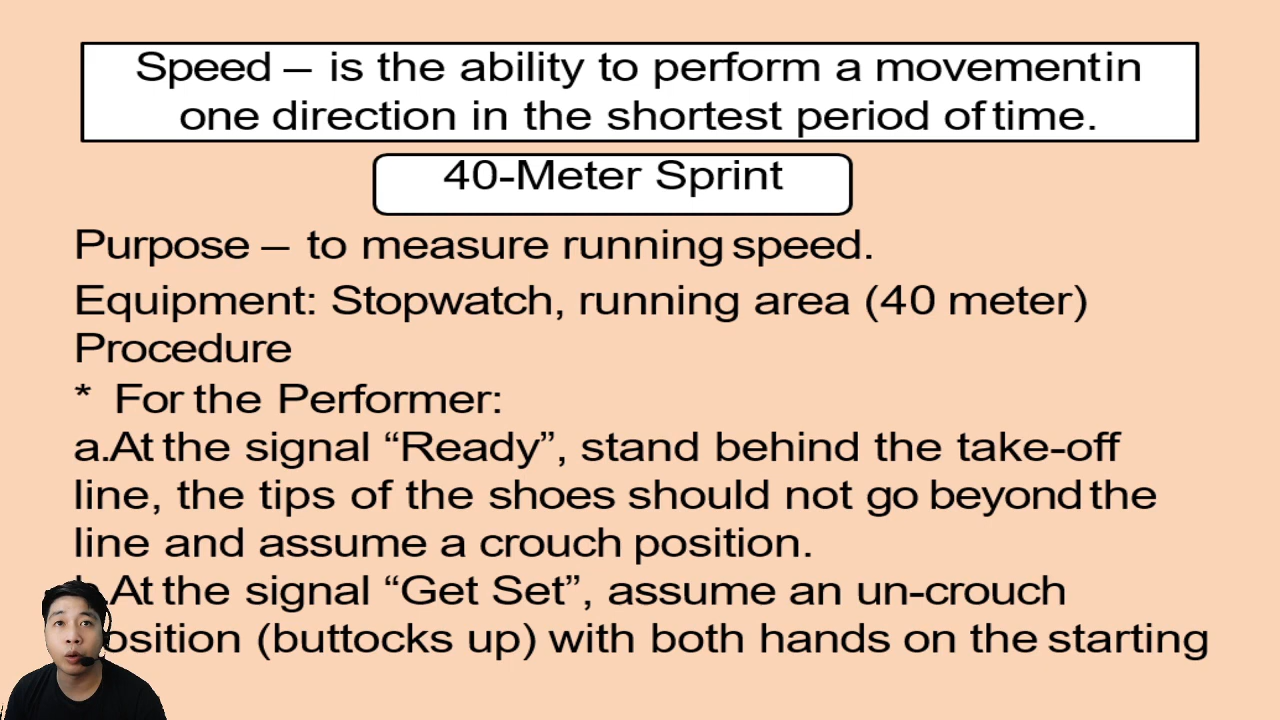 Speed – is the ability to perform a movement in
one direction in the shortest period of time.
40-Meter Sprint
Purpose – to measure running speed.
Equipment: Stopwatch, running area (40 meter)
Procedure
* For the Performer:
a.At the signal “Ready”, stand behind the take-off
line, the tips of the shoes should not go beyond the
line and assume a crouch position.
.At the signal “Get Set”, assume an un-crouch
osition (buttocks up) with both hands on the starting